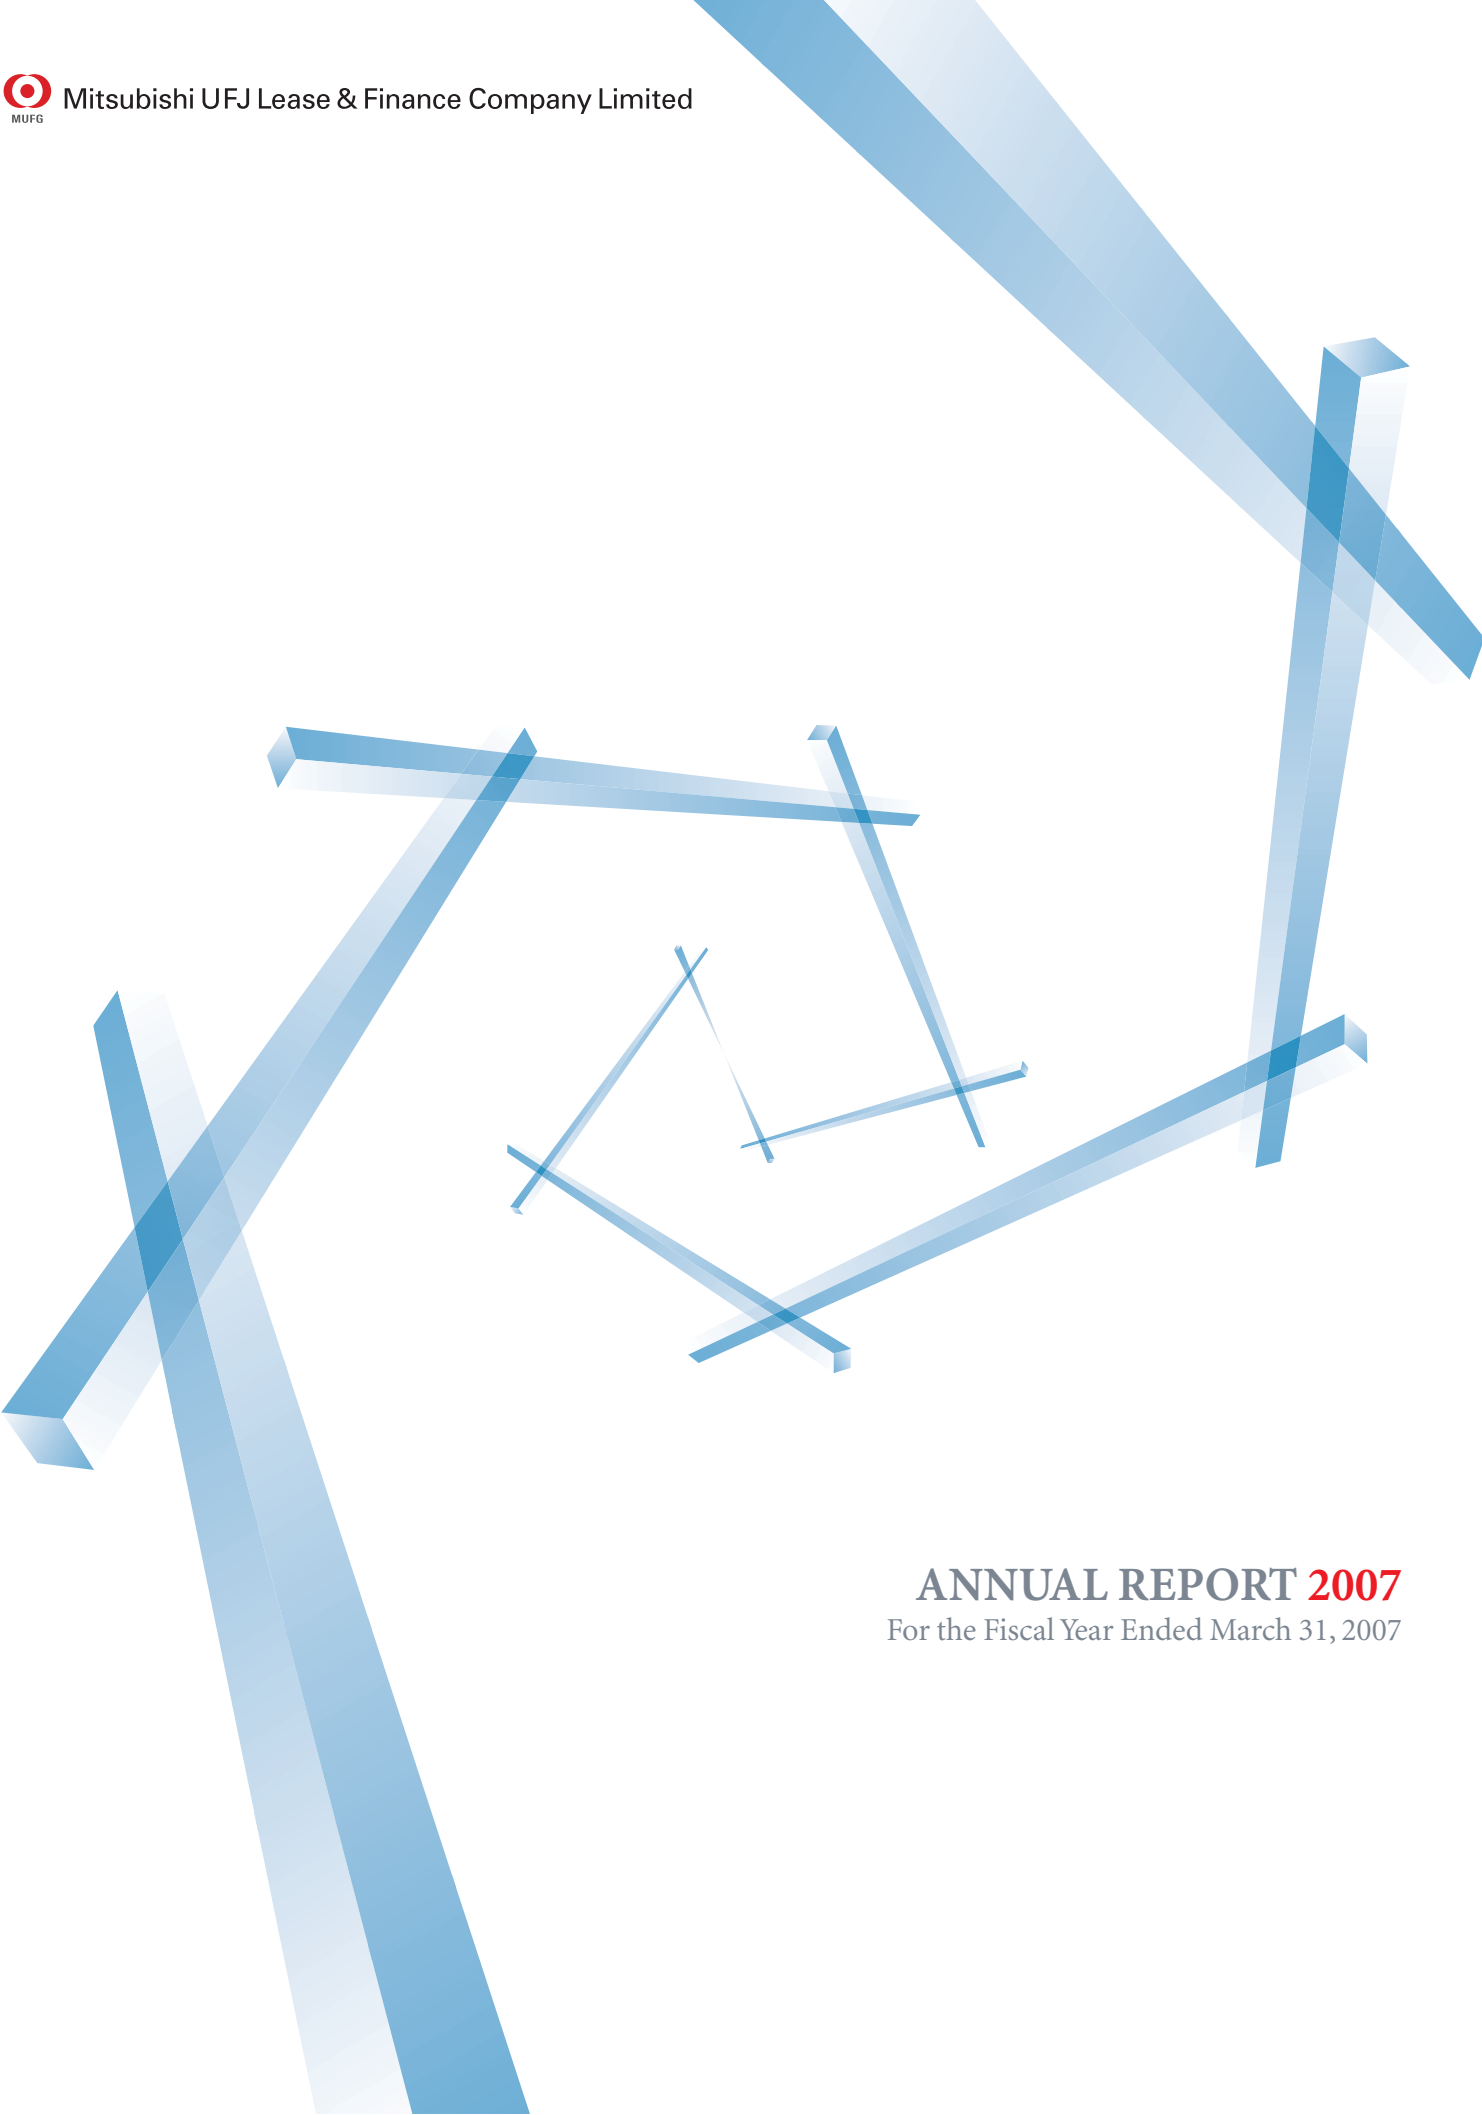 Mitsubishi UFJ Lease & Finance Company Limited
MUFG
ANNUAL REPORT 2007
For the Fiscal Year Ended March 31, 2007